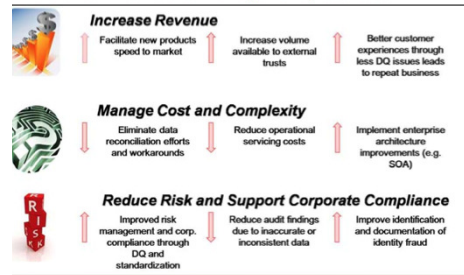 Increase Revenue
Facilitate new products
speed to market
Increase volume
available to external
trusts
Better customer
experiences through
less DQ issues leads
to repeat business
Manage Cost and Complexity
Eliminate data
reconciliation efforts
and workarounds
Reduce operational
servicing costs
Implement enterprise
architecture
improvements (e.g.
SOA)
Reduce Risk and Support Corporate Compliance
RISK
Improved risk
management and corp.
compliance through
DQ and
standardization
Reduce audit findings
due to inaccurate or
inconsistent data
Improve identification
and documentation of
identity fraud